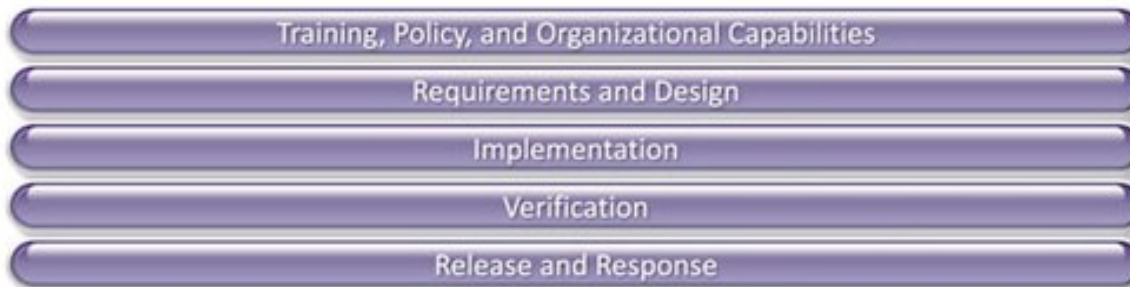 Training, Policy, and Organizational Capabilities
Requirements and Design
Implementation
Verification
Release and Response